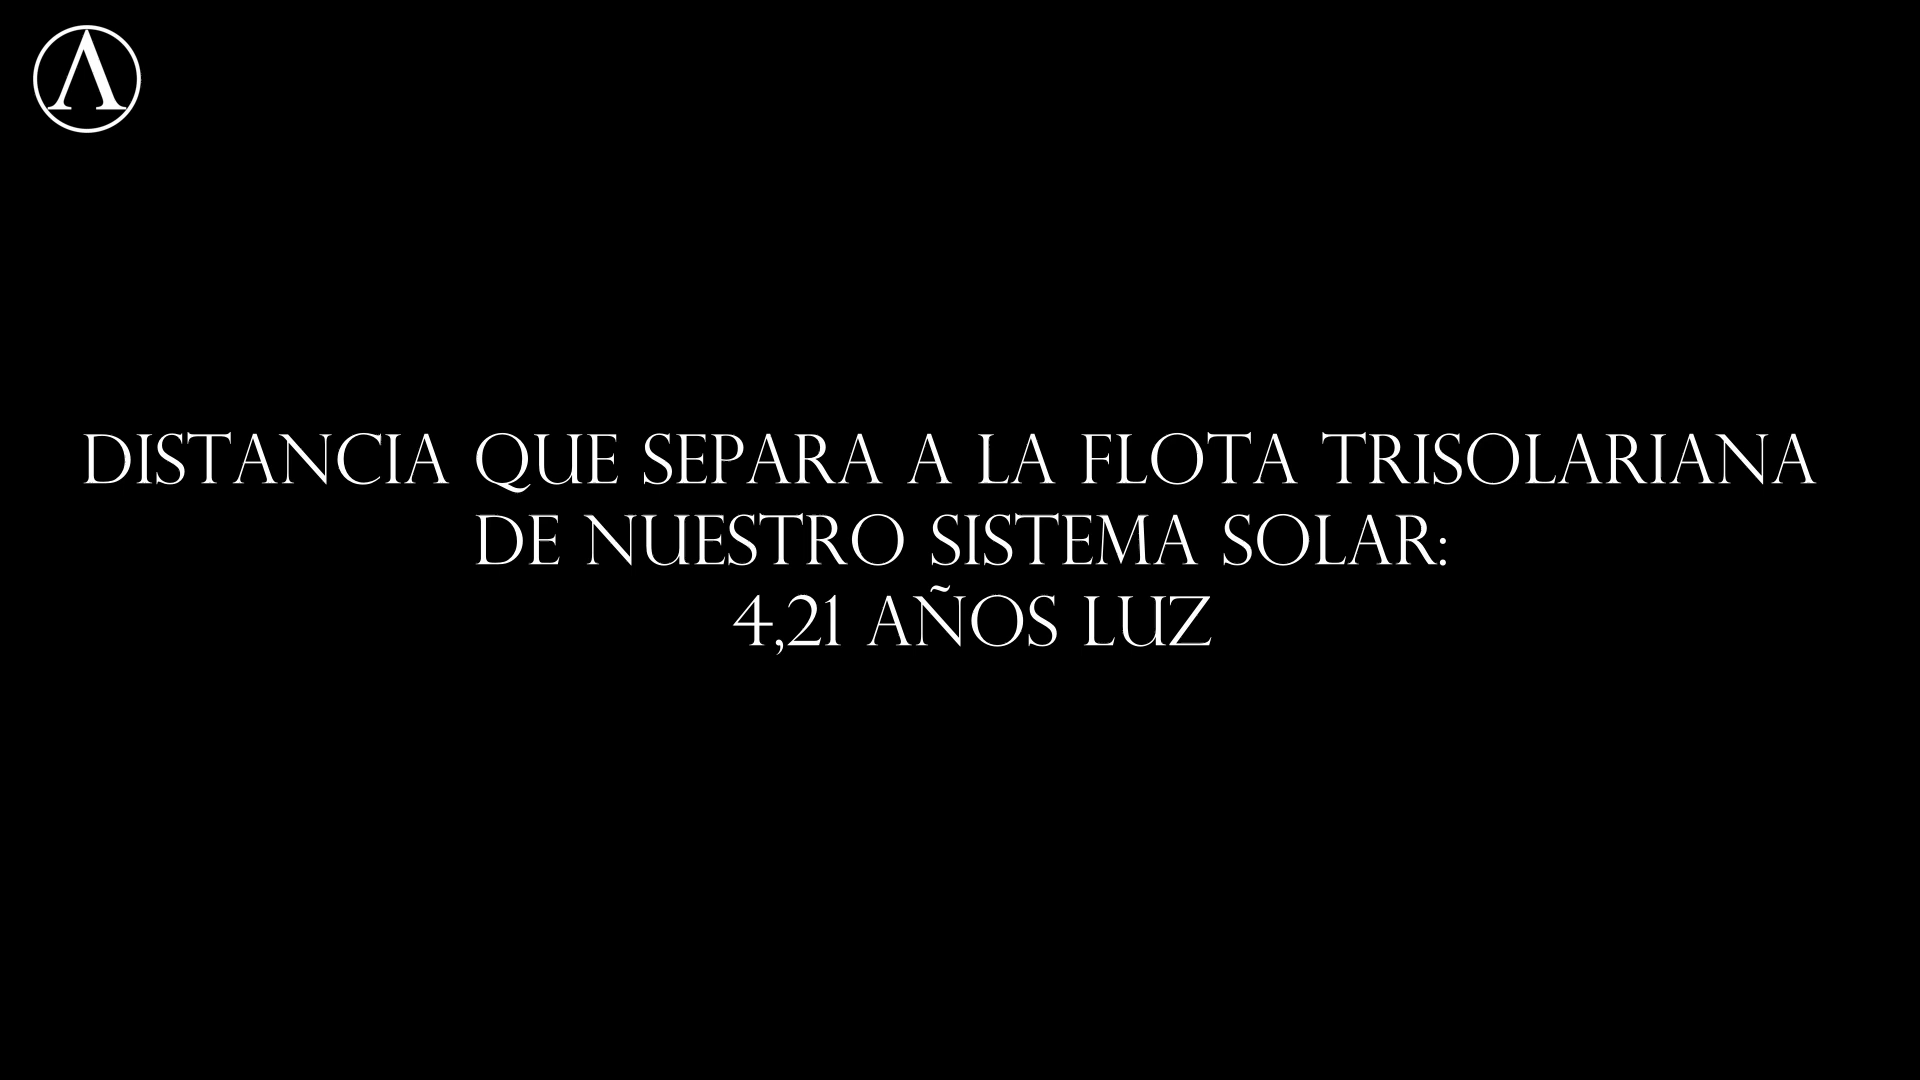 Λ
DISTANCIA QUE SEPARA A LA FLOTA TRISOLARIANA
DE NUESTRO SISTEMA SOLAR:
4,21 AÑOS LUZ